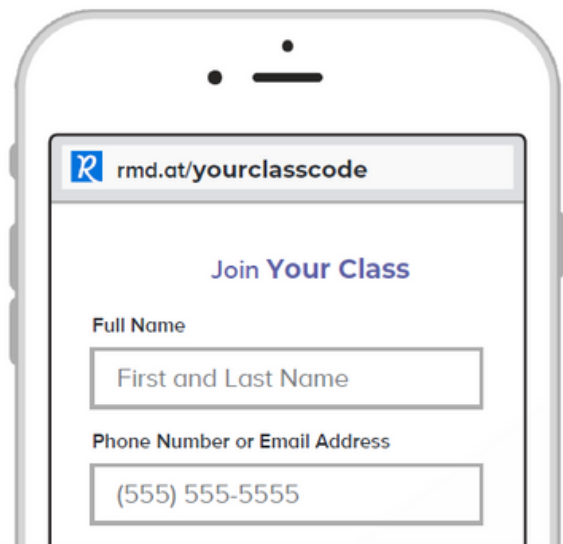 R rmd.at/yourclasscode
Join Your Class
Full Name
First and Last Name
Phone Number or Email Address
(555) 555-5555